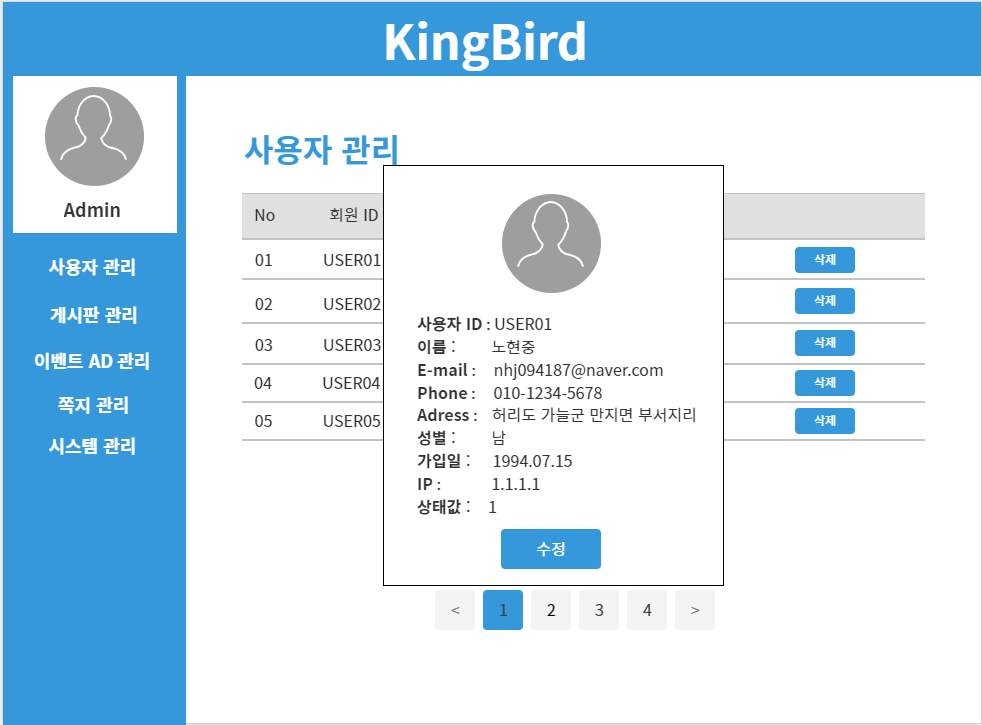 KingBird
Admin
사용자 관리
게시판 관리
이벤트 AD 관리
쪽지 관리
시스템 관리
사용자 관리
No 회원 ID
01 USER01 삭제
02 USER02 삭제
03 USER03 삭제
04 USER04 삭제
05 USER05 삭제
사용자 ID : USER01
이름 : 노현중
E-mail : nhj094187@naver.com
Phone : 010-1234-5678
Adress : 허리도 가늘군 만지면 부서지리
성별 : 남
가입일 : 1994.07.15
IP : 1.1.1.1
상태값 : 1
수정
< 1 2 3 4 >